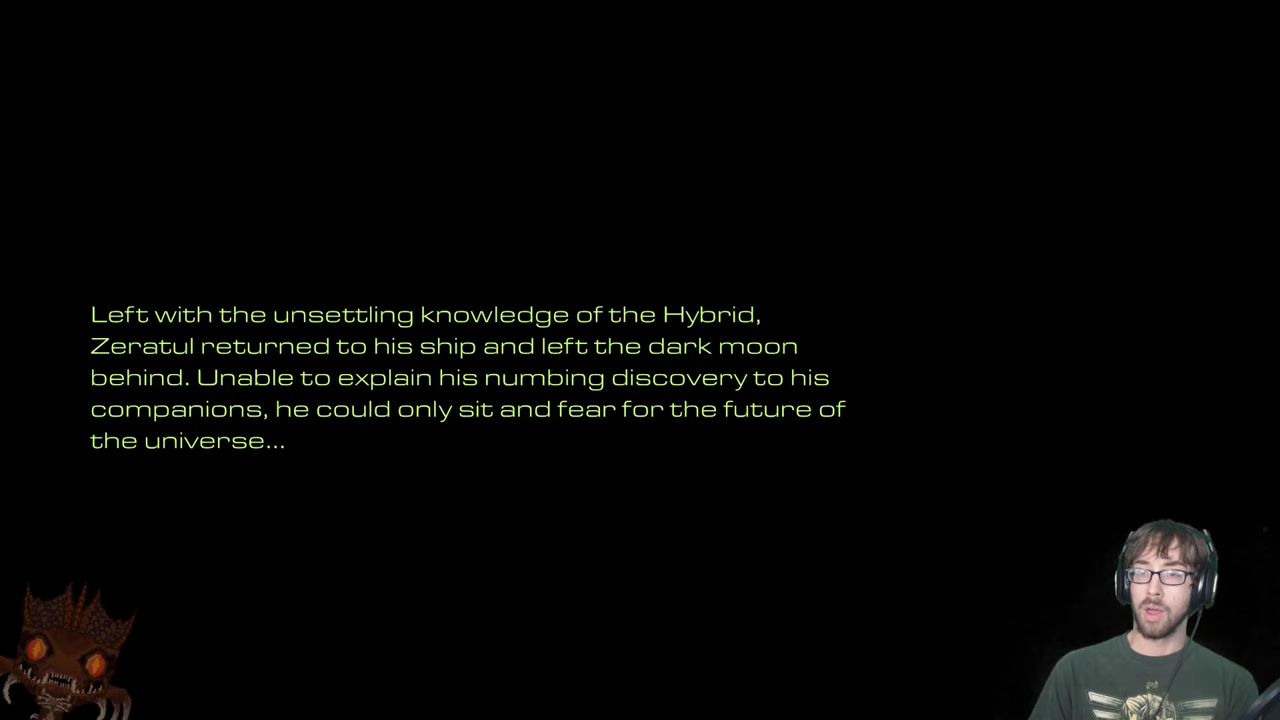 Left with the unsettling knowledge of the Hybrid,
Zeratul returned to his ship and left the dark moon
behind. Unable to explain his numbing discovery to his
companions, he could only sit and fear for the future of
the universe...